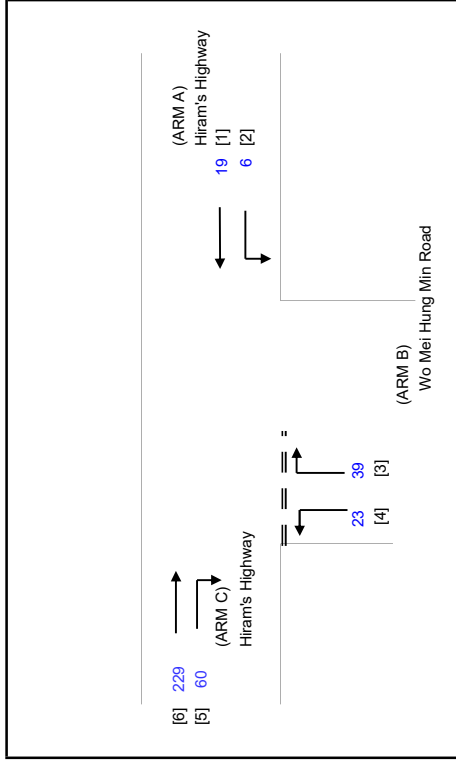 (ARM A)
Hiram's Highway
19 [1]
6 [2]
[6] 229
[5] 60
(ARM C)
Hiram's Highway
23
[4]
39
[3]
(ARM B)
Wo Mei Hung Min Road